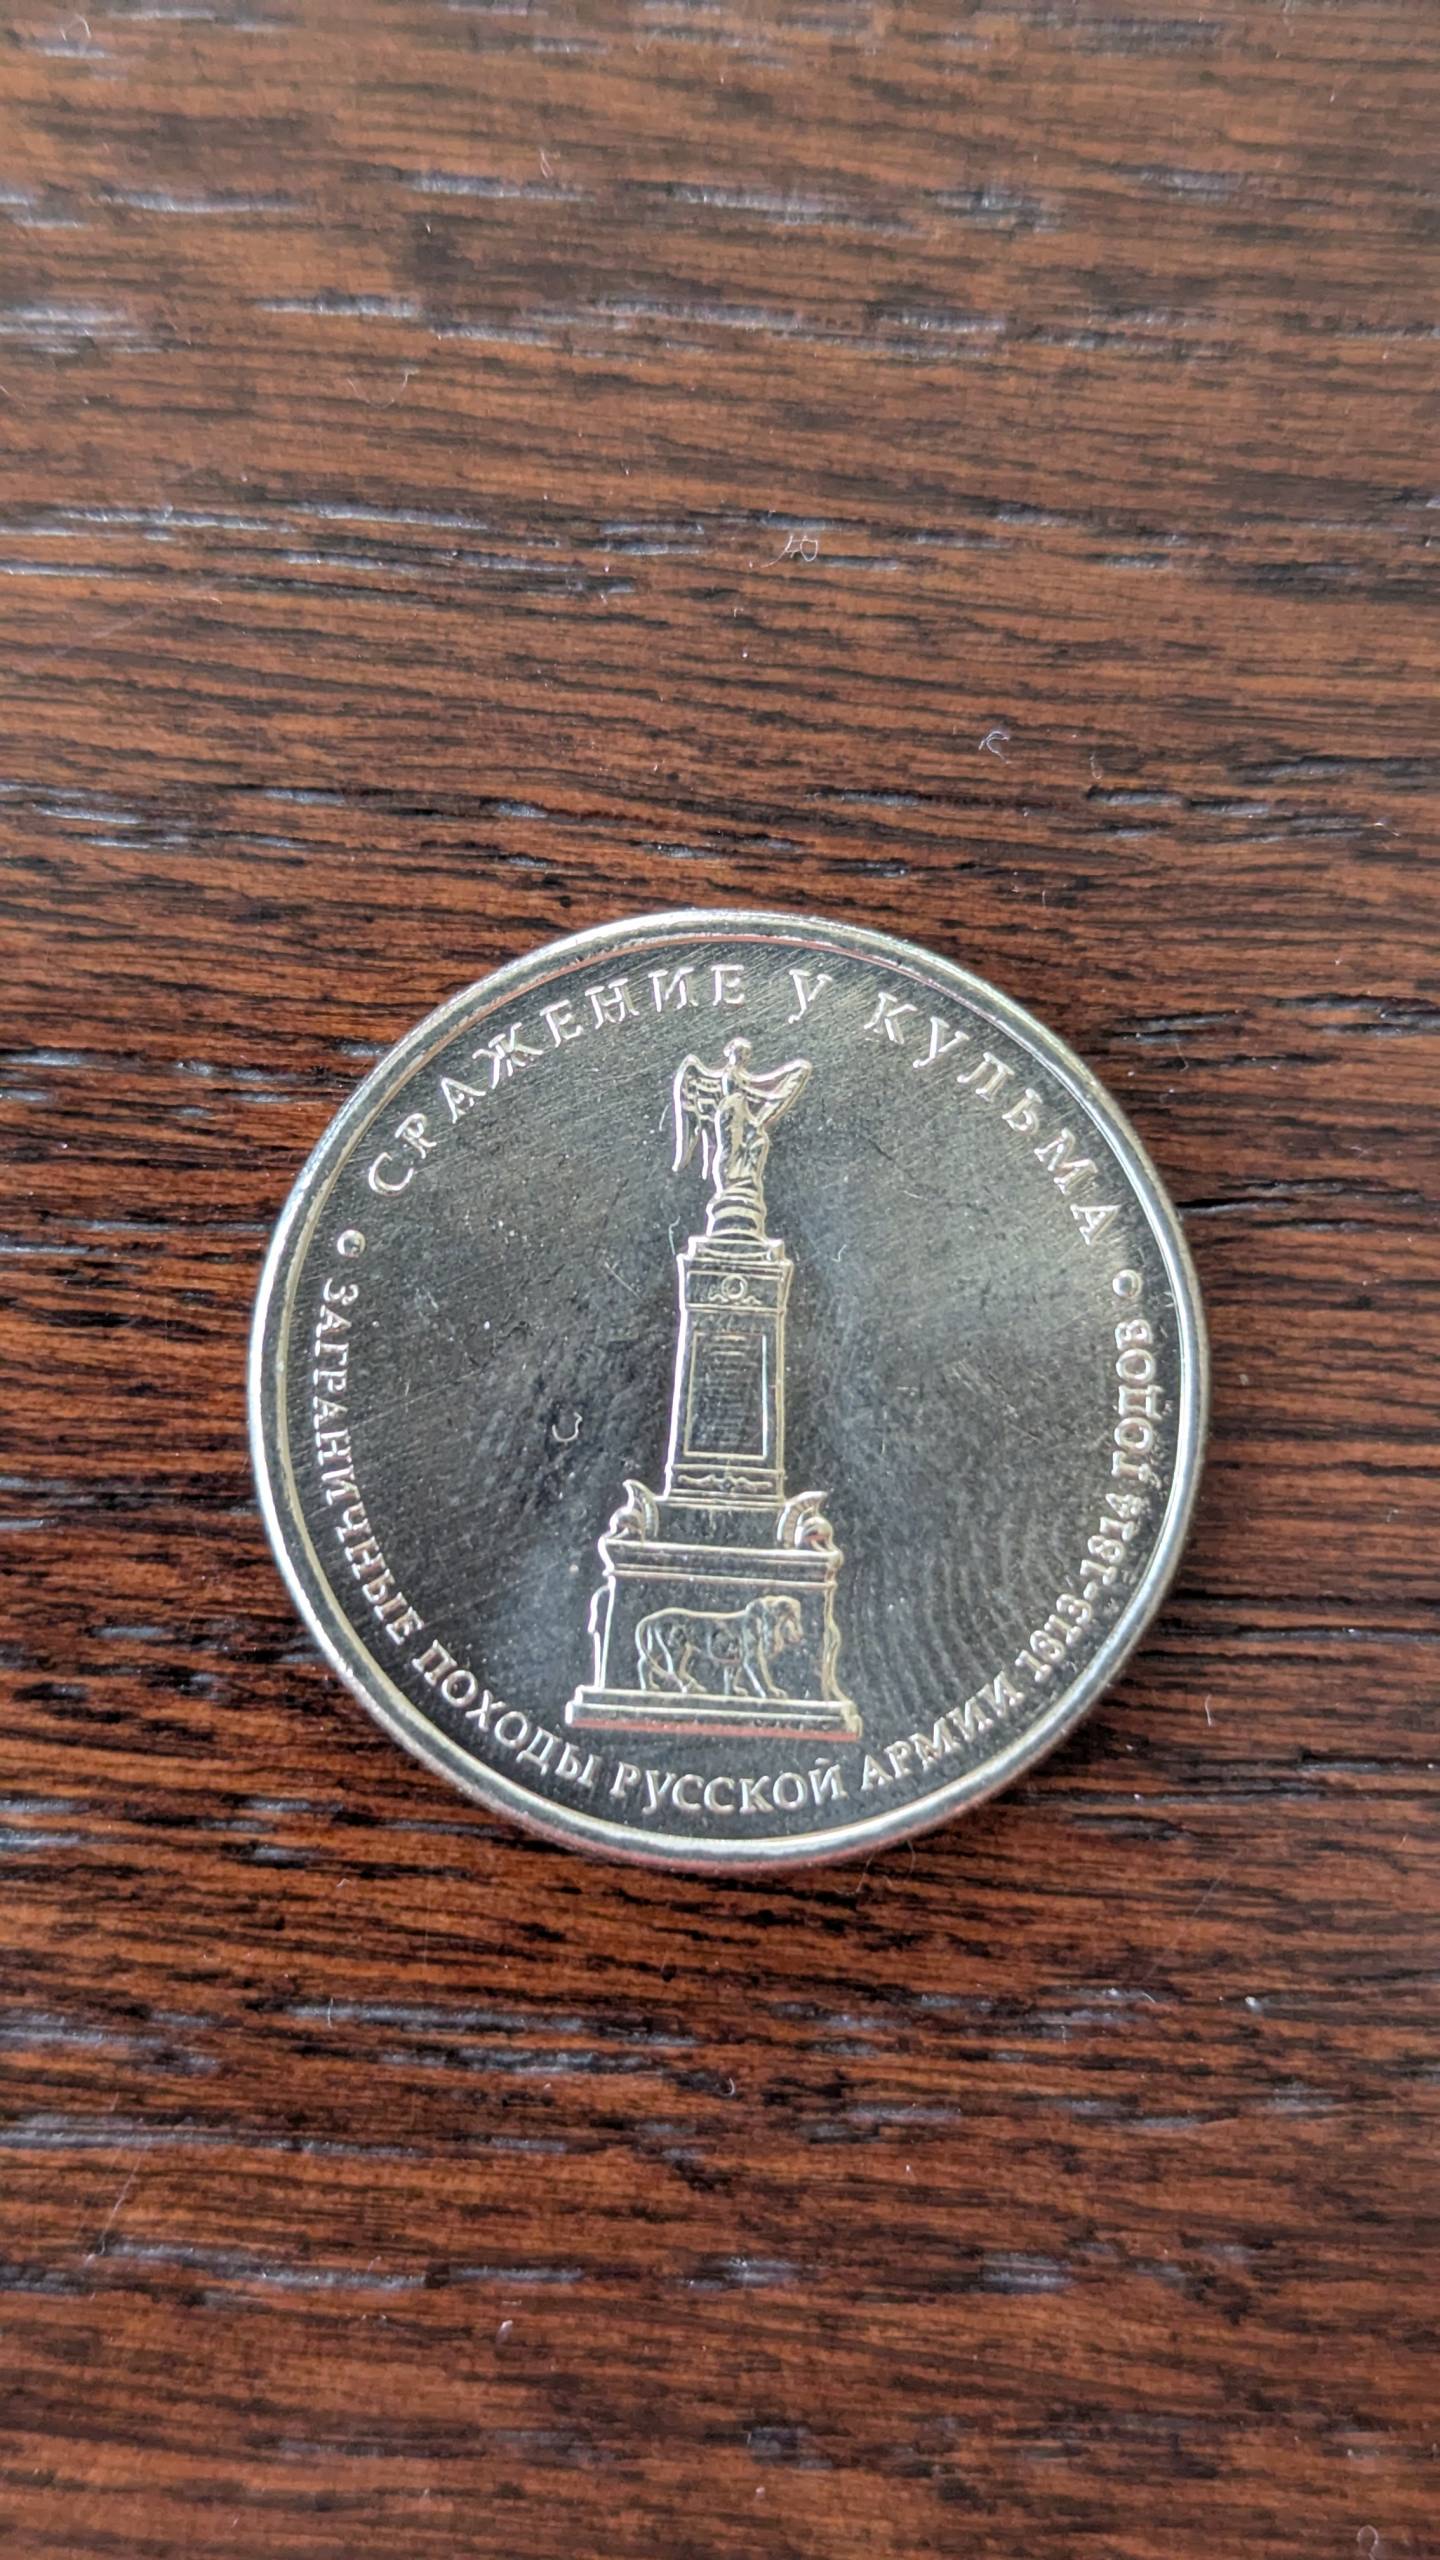 СРАЖЕНИЕ У КУЛЬМА
ЗАГРАНИЧНЫЕ ПОХОДЫ РУССКОЙ АРМИИ 1813-1814 ГОДОВ